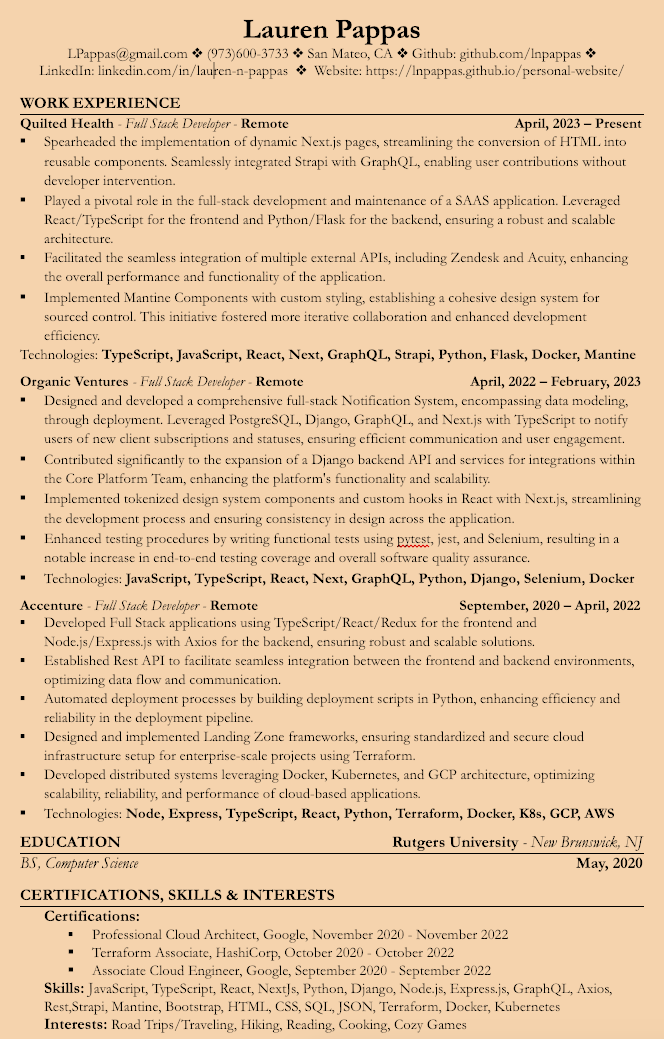 Lauren Pappas
LPappas@gmail.com ❖ (973)600-3733 ❖ San Mateo, CA ❖ Github: github.com/lnpappas ❖
LinkedIn: linkedin.com/in/lauren-n-pappas ❖ Website: https://lnpappas.github.io/personal-website/
WORK EXPERIENCE
Quilted Health - Full Stack Developer - Remote April, 2023 – Present
▪ Spearheaded the implementation of dynamic Next.js pages, streamlining the conversion of HTML into
reusable components. Seamlessly integrated Strapi with GraphQL, enabling user contributions without
developer intervention.
▪ Played a pivotal role in the full-stack development and maintenance of a SAAS application. Leveraged
React/TypeScript for the frontend and Python/Flask for the backend, ensuring a robust and scalable
architecture.
▪ Facilitated the seamless integration of multiple external APIs, including Zendesk and Acuity, enhancing
the overall performance and functionality of the application.
▪ Implemented Mantine Components with custom styling, establishing a cohesive design system for
sourced control. This initiative fostered more iterative collaboration and enhanced development
efficiency.
Technologies: TypeScript, JavaScript, React, Next, GraphQL, Strapi, Python, Flask, Docker, Mantine
Organic Ventures - Full Stack Developer - Remote April, 2022 – February, 2023
▪ Designed and developed a comprehensive full-stack Notification System, encompassing data modeling,
through deployment. Leveraged PostgreSQL, Django, GraphQL, and Next.js with TypeScript to notify
users of new client subscriptions and statuses, ensuring efficient communication and user engagement.
▪ Contributed significantly to the expansion of a Django backend API and services for integrations within
the Core Platform Team, enhancing the platform's functionality and scalability.
▪ Implemented tokenized design system components and custom hooks in React with Next.js, streamlining
the development process and ensuring consistency in design across the application.
▪ Enhanced testing procedures by writing functional tests using pytest, jest, and Selenium, resulting in a
notable increase in end-to-end testing coverage and overall software quality assurance.
▪ Technologies: JavaScript, TypeScript, React, Next, GraphQL, Python, Django, Selenium, Docker
Accenture - Full Stack Developer - Remote September, 2020 – April, 2022
▪ Developed Full Stack applications using TypeScript/React/Redux for the frontend and
Node.js/Express.js with Axios for the backend, ensuring robust and scalable solutions.
▪ Established Rest API to facilitate seamless integration between the frontend and backend environments,
optimizing data flow and communication.
▪ Automated deployment processes by building deployment scripts in Python, enhancing efficiency and
reliability in the deployment pipeline.
▪ Designed and implemented Landing Zone frameworks, ensuring standardized and secure cloud
infrastructure setup for enterprise-scale projects using Terraform.
▪ Developed distributed systems leveraging Docker, Kubernetes, and GCP architecture, optimizing
scalability, reliability, and performance of cloud-based applications.
▪ Technologies: Node, Express, TypeScript, React, Python, Terraform, Docker, K8s, GCP, AWS
EDUCATION Rutgers University - New Brunswick, NJ
BS, Computer Science May, 2020
CERTIFICATIONS, SKILLS & INTERESTS
Certifications:
▪ Professional Cloud Architect, Google, November 2020 - November 2022
▪ Terraform Associate, HashiCorp, October 2020 - October 2022
▪ Associate Cloud Engineer, Google, September 2020 - September 2022
Skills: JavaScript, TypeScript, React, NextJs, Python, Django, Node.js, Express.js, GraphQL, Axios,
Rest,Strapi, Mantine, Bootstrap, HTML, CSS, SQL, JSON, Terraform, Docker, Kubernetes
Interests: Road Trips/Traveling, Hiking, Reading, Cooking, Cozy Games